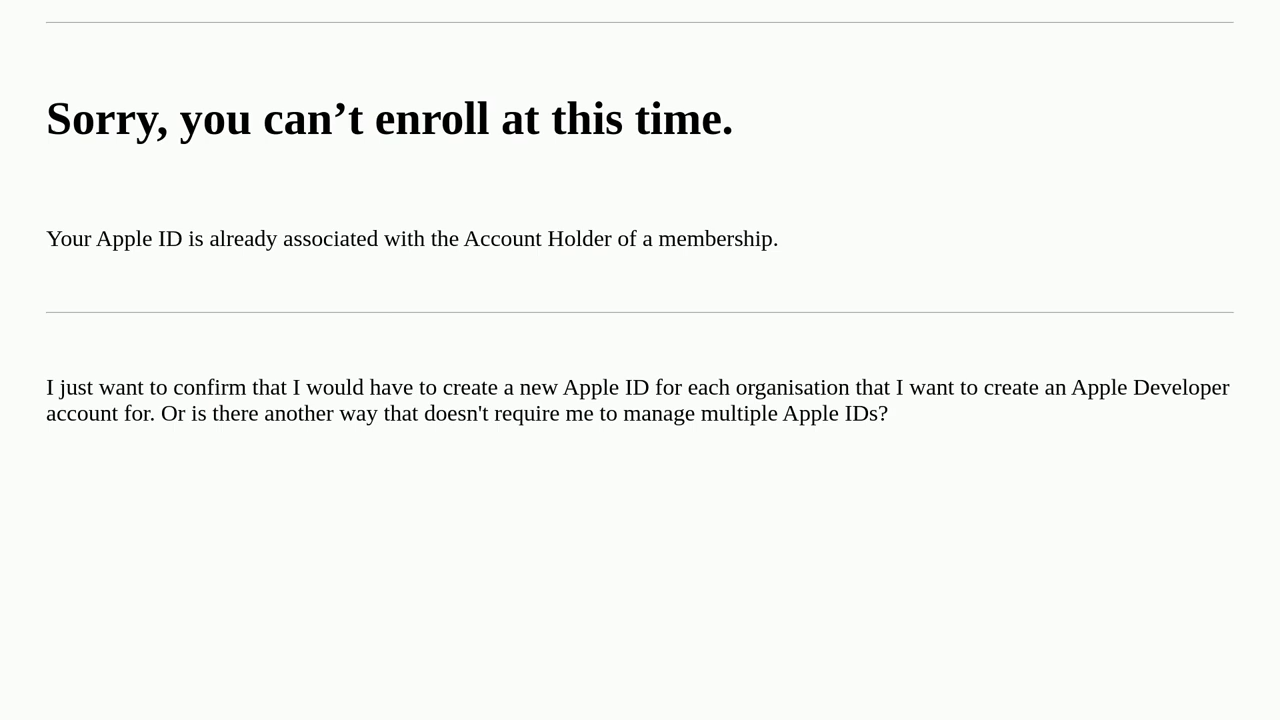 Sorry, you can’t enroll at this time.
Your Apple ID is already associated with the Account Holder of a membership.
I just want to confirm that I would have to create a new Apple ID for each organisation that I want to create an Apple Developer
account for. Or is there another way that doesn't require me to manage multiple Apple IDs?